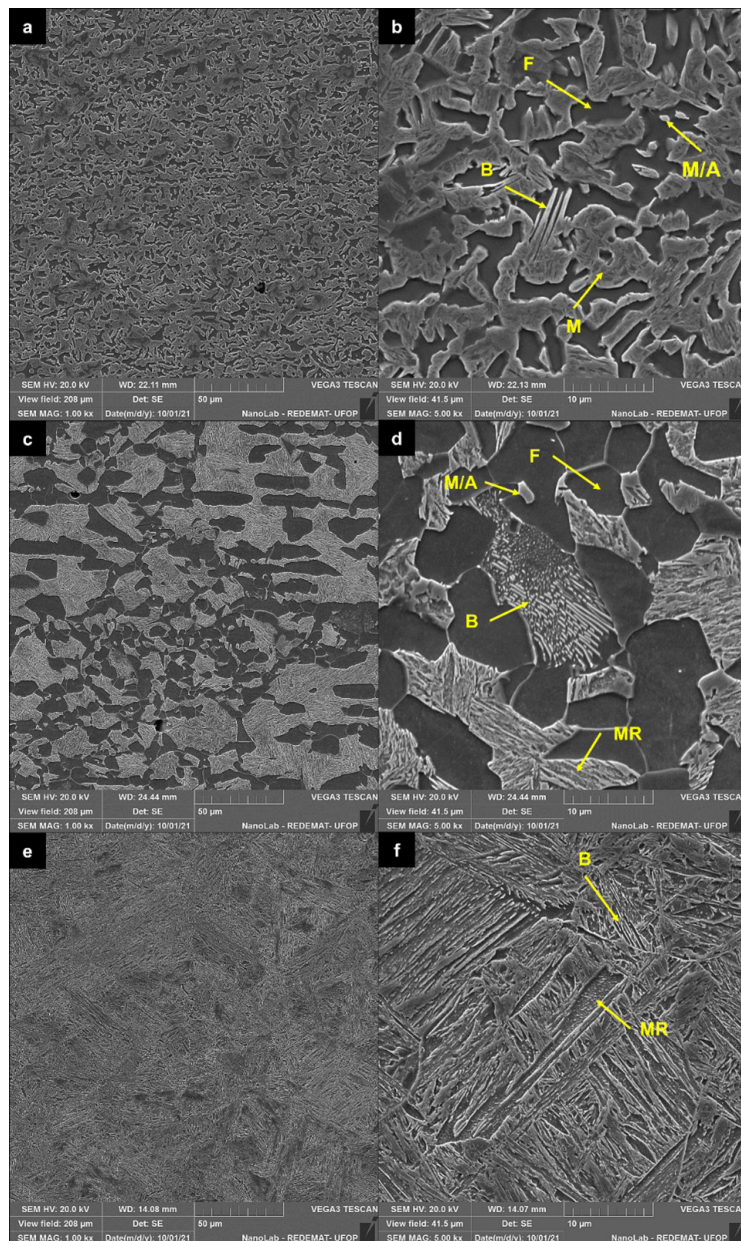 a
SEM HV: 20.0 kV WD: 22.11 mm VEGA3 TESCAN
View field: 208 µm Det: SE 50 µm
SEM MAG: 1.00 kx Date(m/d/y): 10/01/21 NanoLab - REDEMAT- UFOP
b
F
M/A
B
M
SEM HV: 20.0 kV WD: 22.13 mm VEGA3 TESCAN
View field: 41.5 µm Det: SE 10 µm
SEM MAG: 5.00 kx Date(m/d/y): 10/01/21 NanoLab - REDEMAT- UFOP
c
SEM HV: 20.0 kV WD: 24.44 mm VEGA3 TESCAN
View field: 208 µm Det: SE 50 µm
SEM MAG: 1.00 kx Date(m/d/y): 10/01/21 NanoLab - REDEMAT- UFOP
d
F
M/A
B
MR
SEM HV: 20.0 kV WD: 24.44 mm VEGA3 TESCAN
View field: 41.5 µm Det: SE 10 µm
SEM MAG: 5.00 kx Date(m/d/y): 10/01/21 NanoLab - REDEMAT- UFOP
e
SEM HV: 20.0 kV WD: 14.08 mm VEGA3 TESCAN
View field: 208 µm Det: SE 50 µm
SEM MAG: 1.00 kx Date(m/d/y): 10/01/21 NanoLab - REDEMAT- UFOP
f
B
MR
SEM HV: 20.0 kV WD: 14.07 mm VEGA3 TESCAN
View field: 41.5 µm Det: SE 10 µm
SEM MAG: 5.00 kx Date(m/d/y): 10/01/21 NanoLab - REDEMAT- UFOP